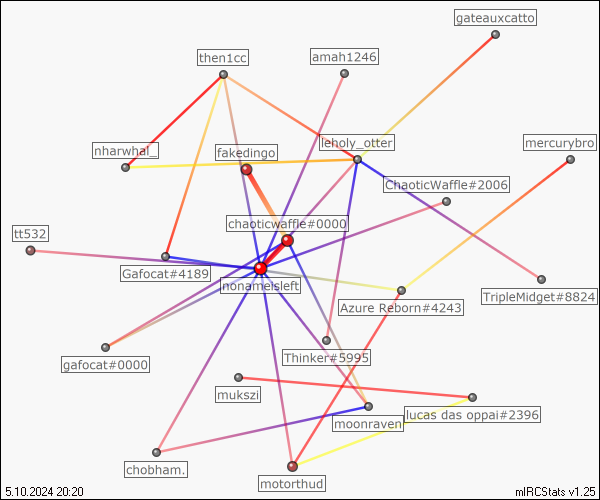 gateauxcatto
then1cc
amah1246
nharwhal_
fakedingo
leholy_otter
mercurybro
ChaoticWaffle#2006
chaoticwaffle#0000
tt532
Gafocat#4189
nonameisleft
Azure Reborn#4243
TripleMidget#8824
gafocat#0000
Thinker#5995
mukszi
moonraven
lucas das oppai#2396
chobham.
motorthud
5.10.2024 20:20
mIRCStats v1.25